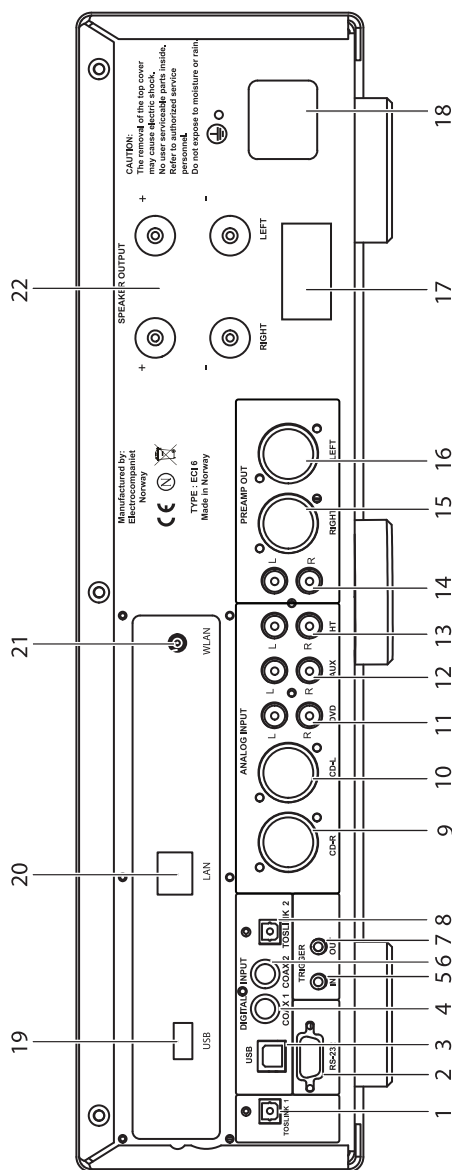 22
18
SPEAKER OUTPUT
+
+
-
-
RIGHT
LEFT
CAUTION:
The removal of the top cover
may cause electric shock.
No user serviceable parts inside.
Refer to authorized service
personnel.
Do not expose to moisture or rain.
17
Manufactured by:
Electrocompaniet
Norway
CE N
TYPE : ECI 6
Made in Norway
PREAMP OUT
L
R
RIGHT
LEFT
14
15
16
21
WLAN
20
LAN
19
USB
ANALOG INPUT
CD-R
CD-L
L
R
DVD
L
R
AUX
L
R
HT
9
10
11
12
13
DIGITAL INPUT
USB
COAX 1
COAX 2
TOSLINK 2
TOSLINK 1
RS-23
TRIGGER
IN
OUT
1
2
3
4
5
6
7
8